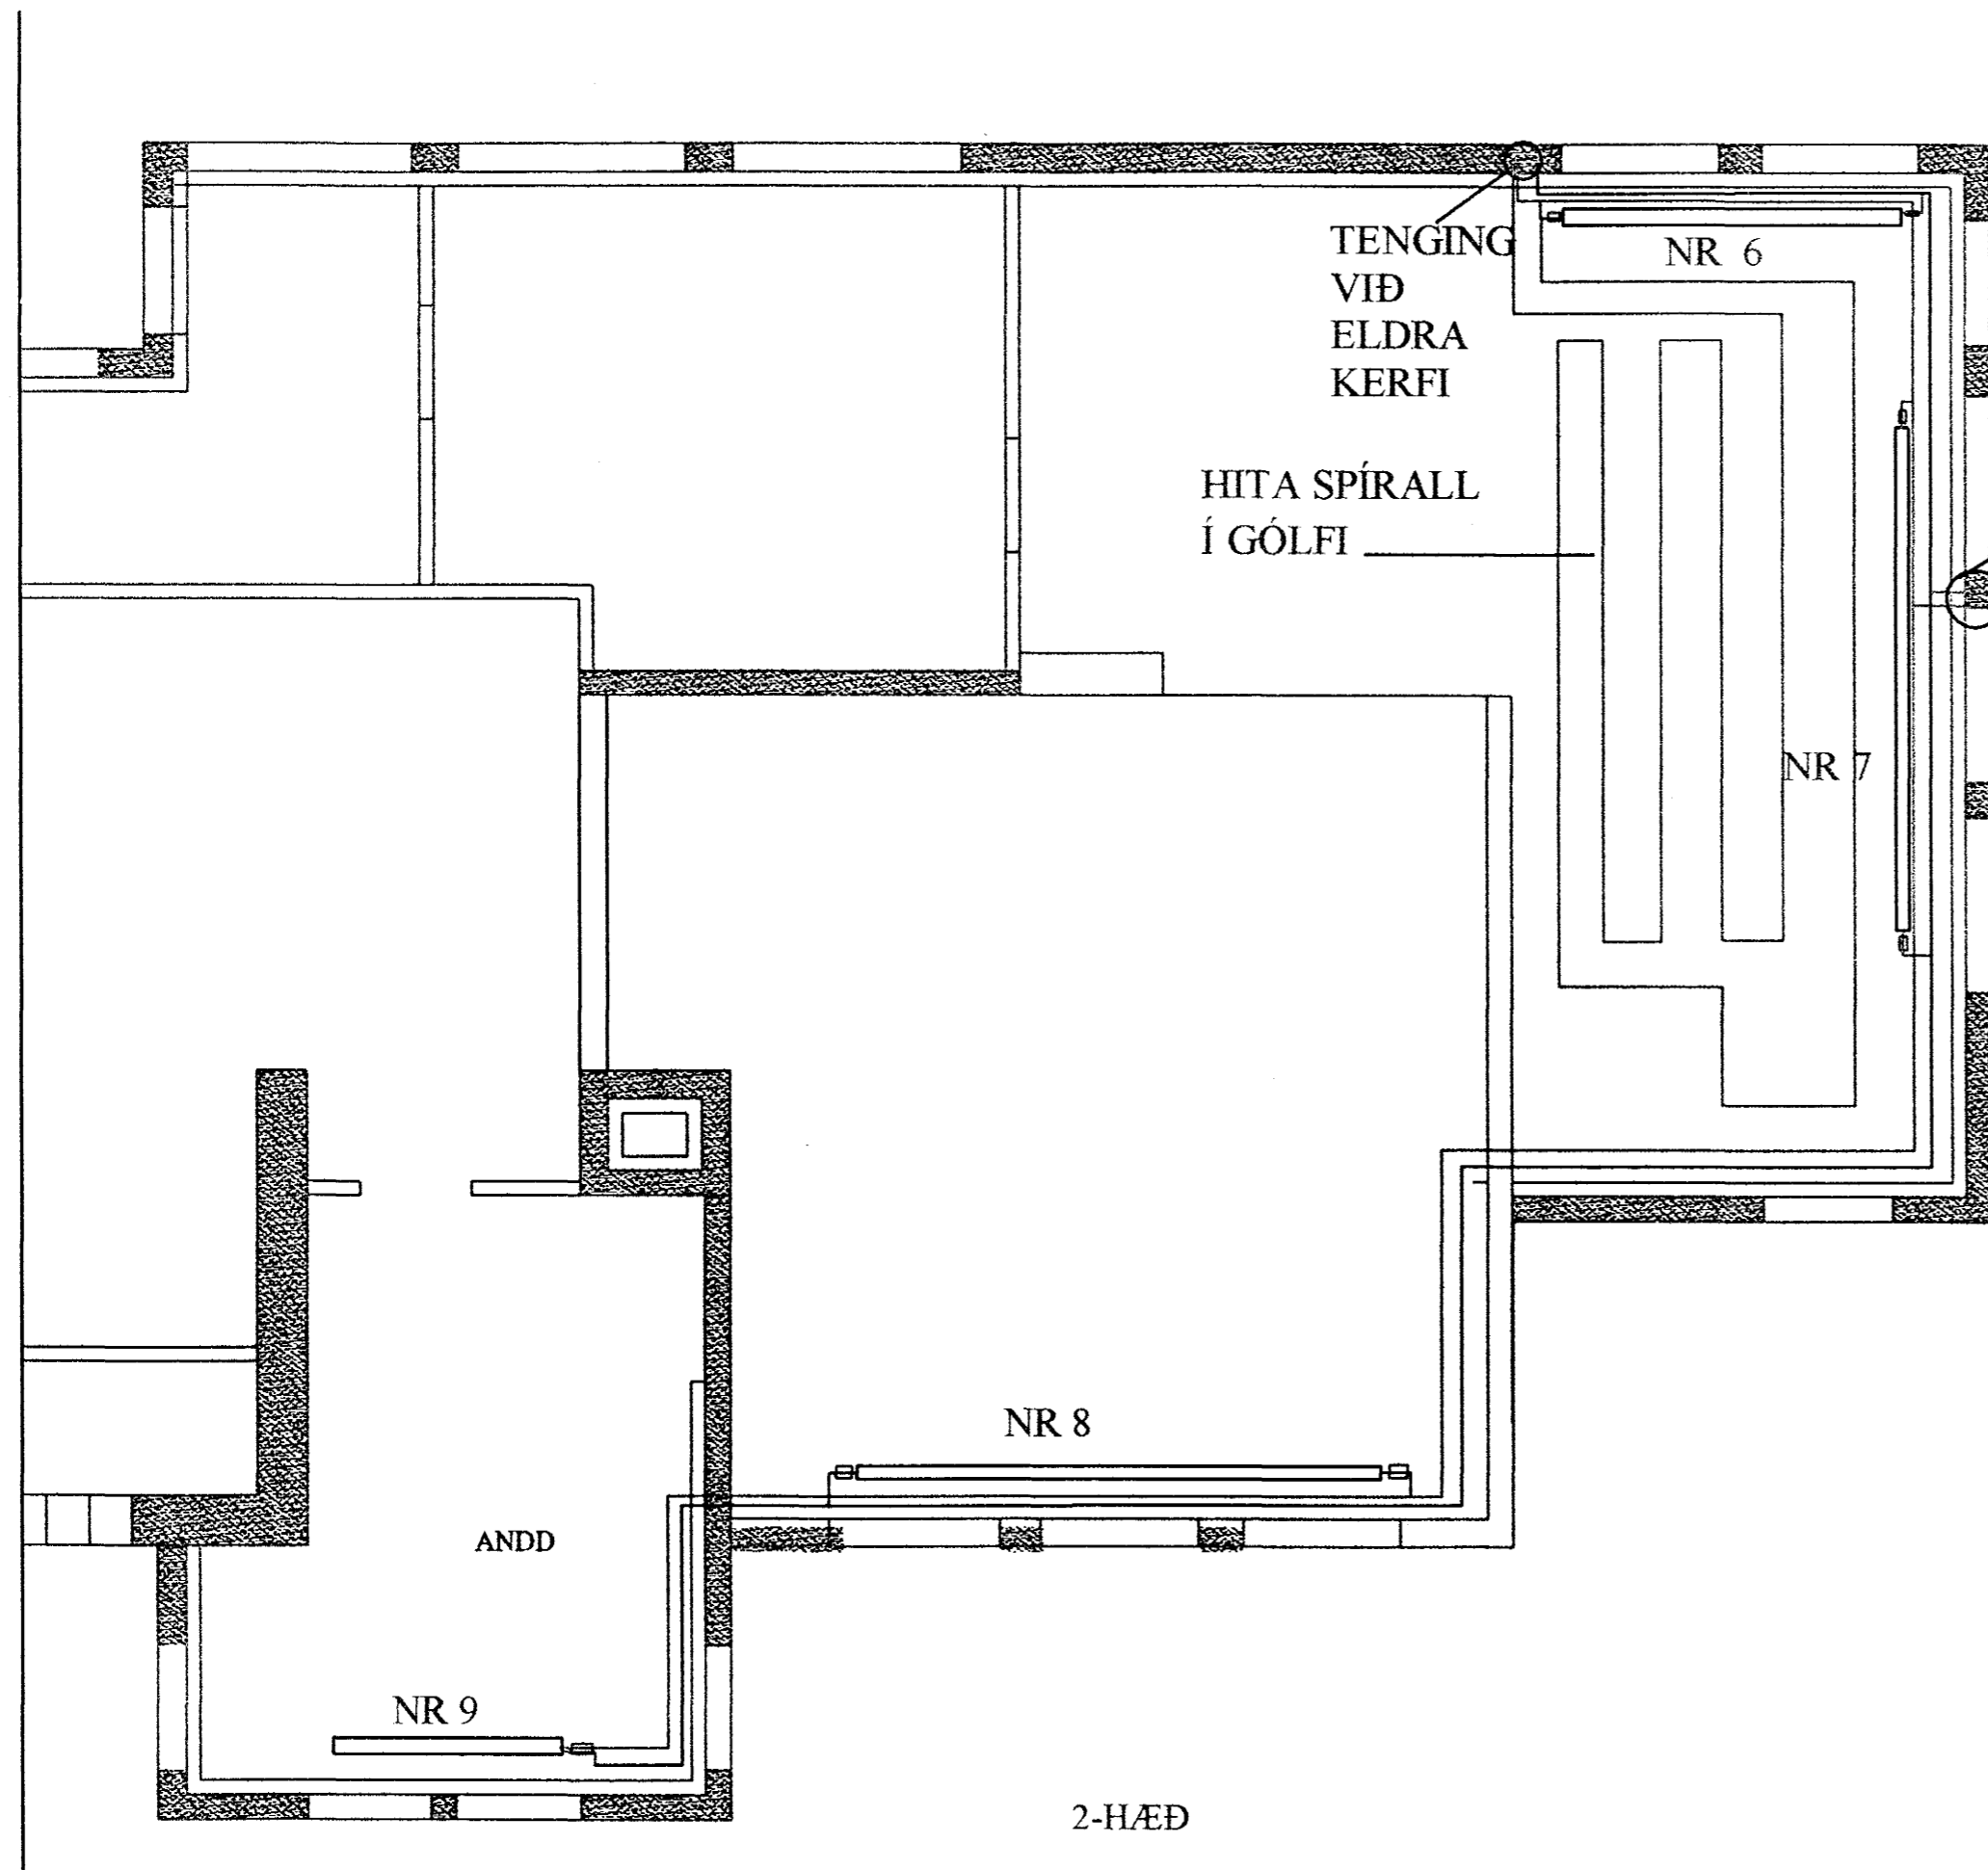 TENGING
VIÐ
ELDRA
KERFI
NR 6
HITA SPÍRALL
Í GÓLFI
NR 7
NR 8
ANDD
NR 9
2-HÆÐ